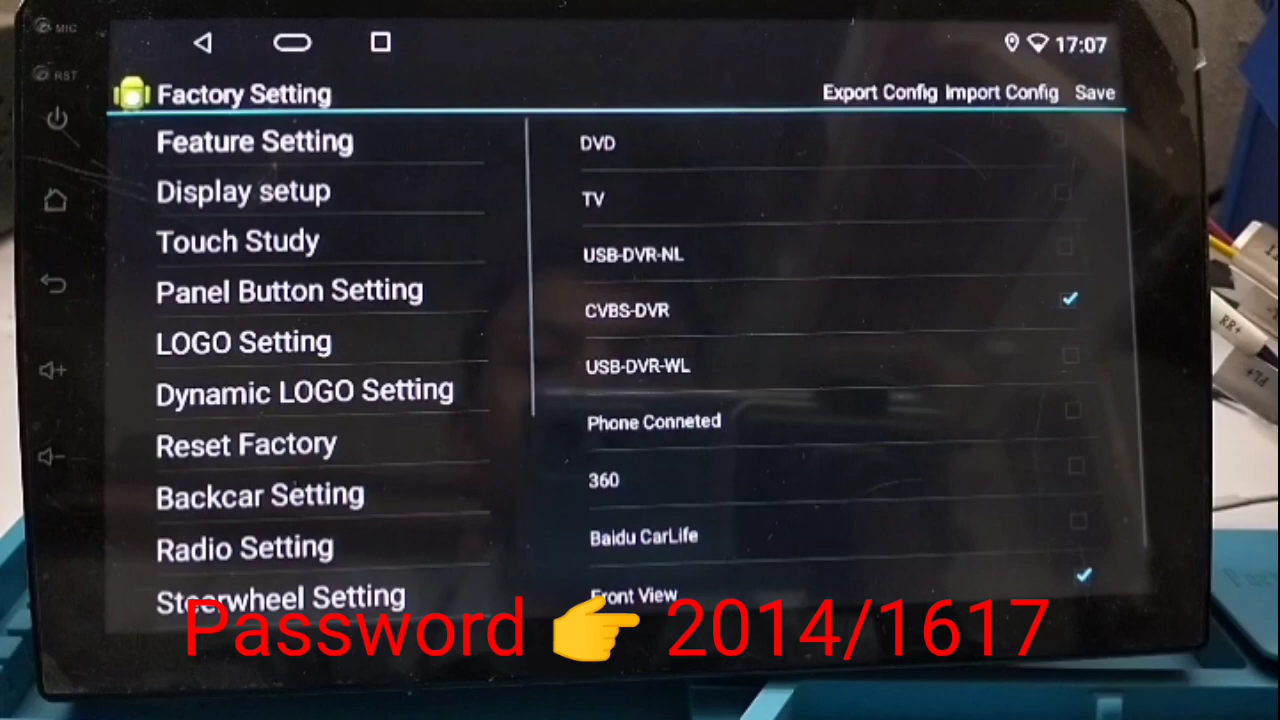 MIC
RST
17:07
Factory Setting
Export Config Import Config Save
Feature Setting
Display setup
Touch Study
Panel Button Setting
LOGO Setting
Dynamic LOGO Setting
Reset Factory
Backcar Setting
Radio Setting
Steerwheel Setting
DVD
TV
USB-DVR-NL
CVBS-DVR
USB-DVR-WL
Phone Conneted
360
Baidu CarLife
Front View
Password 👉 2014/1617
RR+